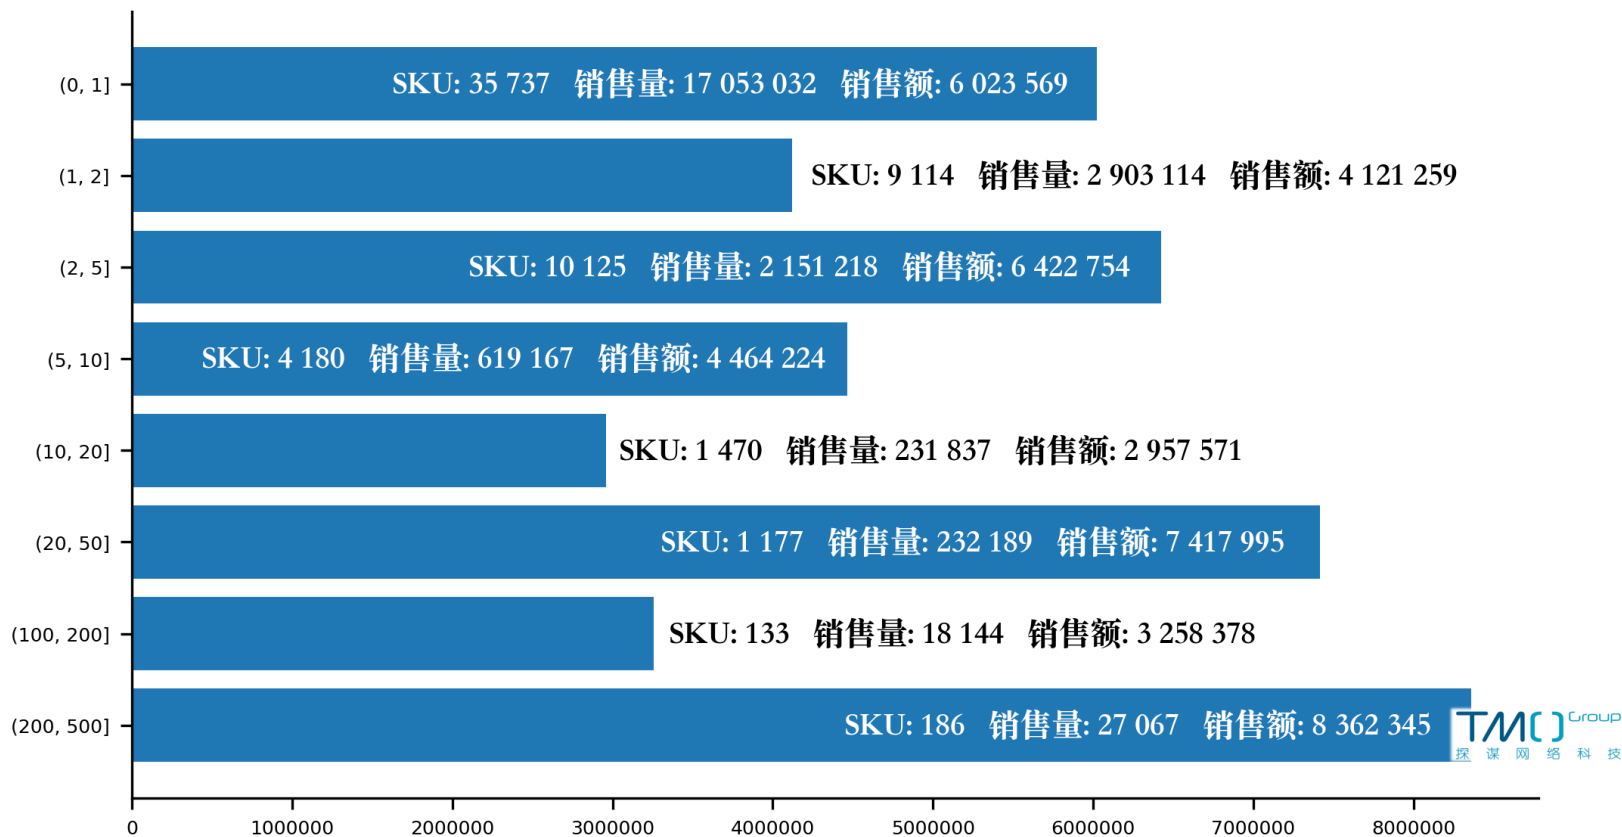 (0, 1] SKU: 35 737 销售量: 17 053 032 销售额: 6 023 569
(1, 2] SKU: 9 114 销售量: 2 903 114 销售额: 4 121 259
(2, 5] SKU: 10 125 销售量: 2 151 218 销售额: 6 422 754
(5, 10] SKU: 4 180 销售量: 619 167 销售额: 4 464 224
(10, 20] SKU: 1 470 销售量: 231 837 销售额: 2 957 571
(20, 50] SKU: 1 177 销售量: 232 189 销售额: 7 417 995
(100, 200] SKU: 133 销售量: 18 144 销售额: 3 258 378
(200, 500] SKU: 186 销售量: 27 067 销售额: 8 362 345
TMO Group
探谋网络科技
0 1000000 2000000 3000000 4000000 5000000 6000000 7000000 8000000